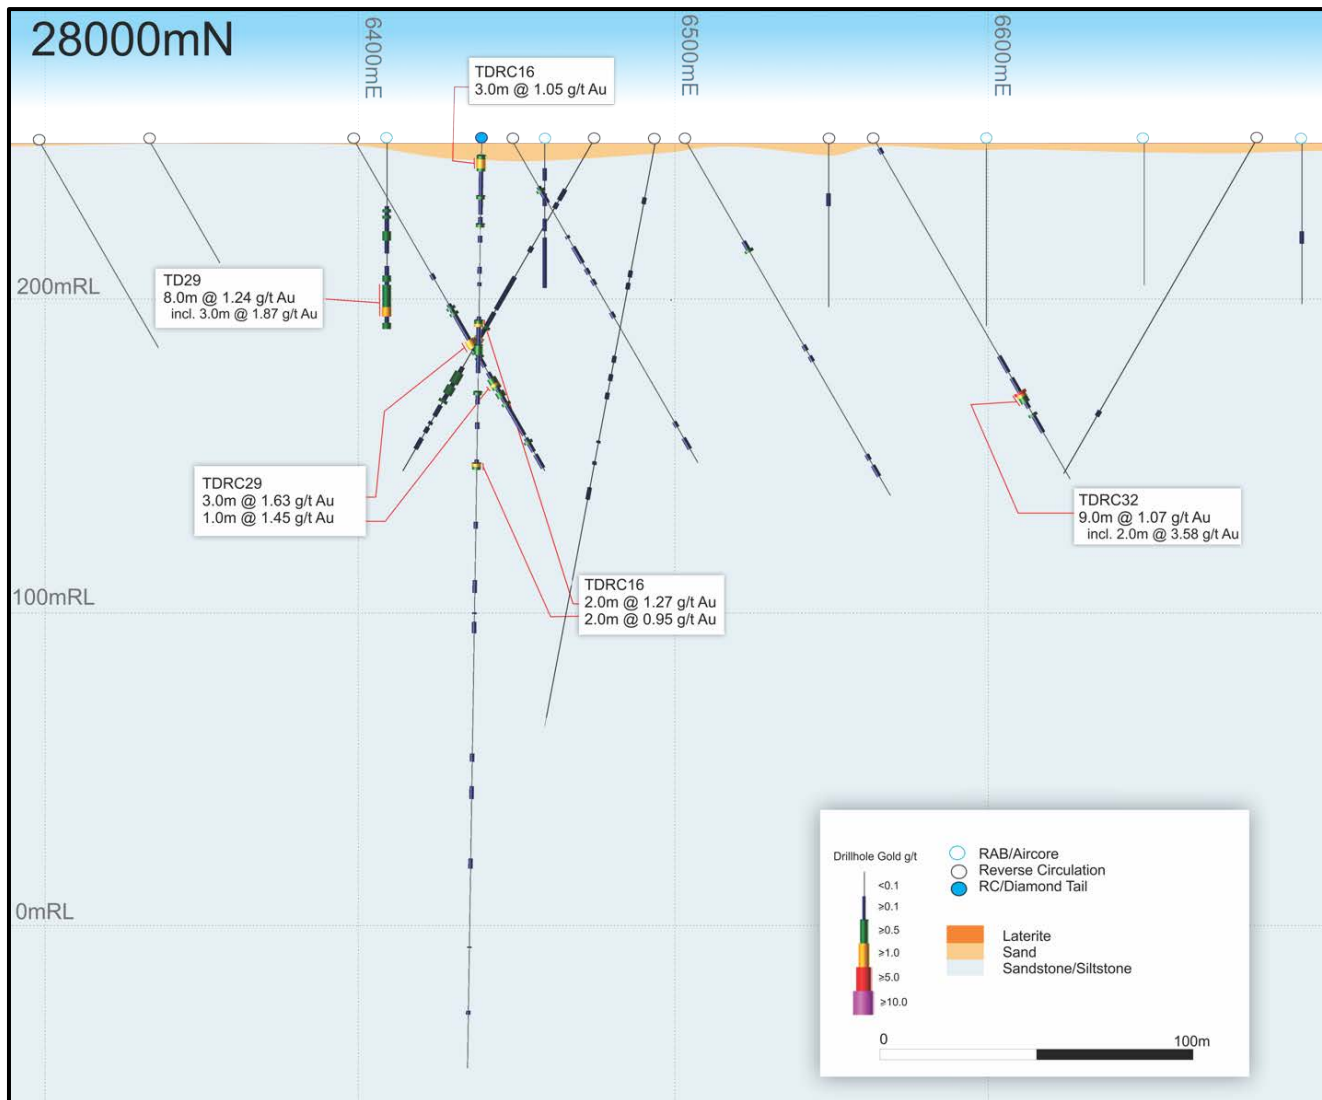 28000mN
6400mE
6500mE
6600mE
TDRC16
3.0m @ 1.05 g/t Au
TD29
8.0m @ 1.24 g/t Au
incl. 3.0m @ 1.87 g/t Au
200mRL
TDRC29
3.0m @ 1.63 g/t Au
1.0m @ 1.45 g/t Au
TDRC32
9.0m @ 1.07 g/t Au
incl. 2.0m @ 3.58 g/t Au
TDRC16
2.0m @ 1.27 g/t Au
2.0m @ 0.95 g/t Au
100mRL
0mRL
Drillhole Gold g/t
<0.1
≥0.1
≥0.5
≥1.0
≥5.0
≥10.0
RAB/Aircore
Reverse Circulation
RC/Diamond Tail
Laterite
Sand
Sandstone/Siltstone
0
100m